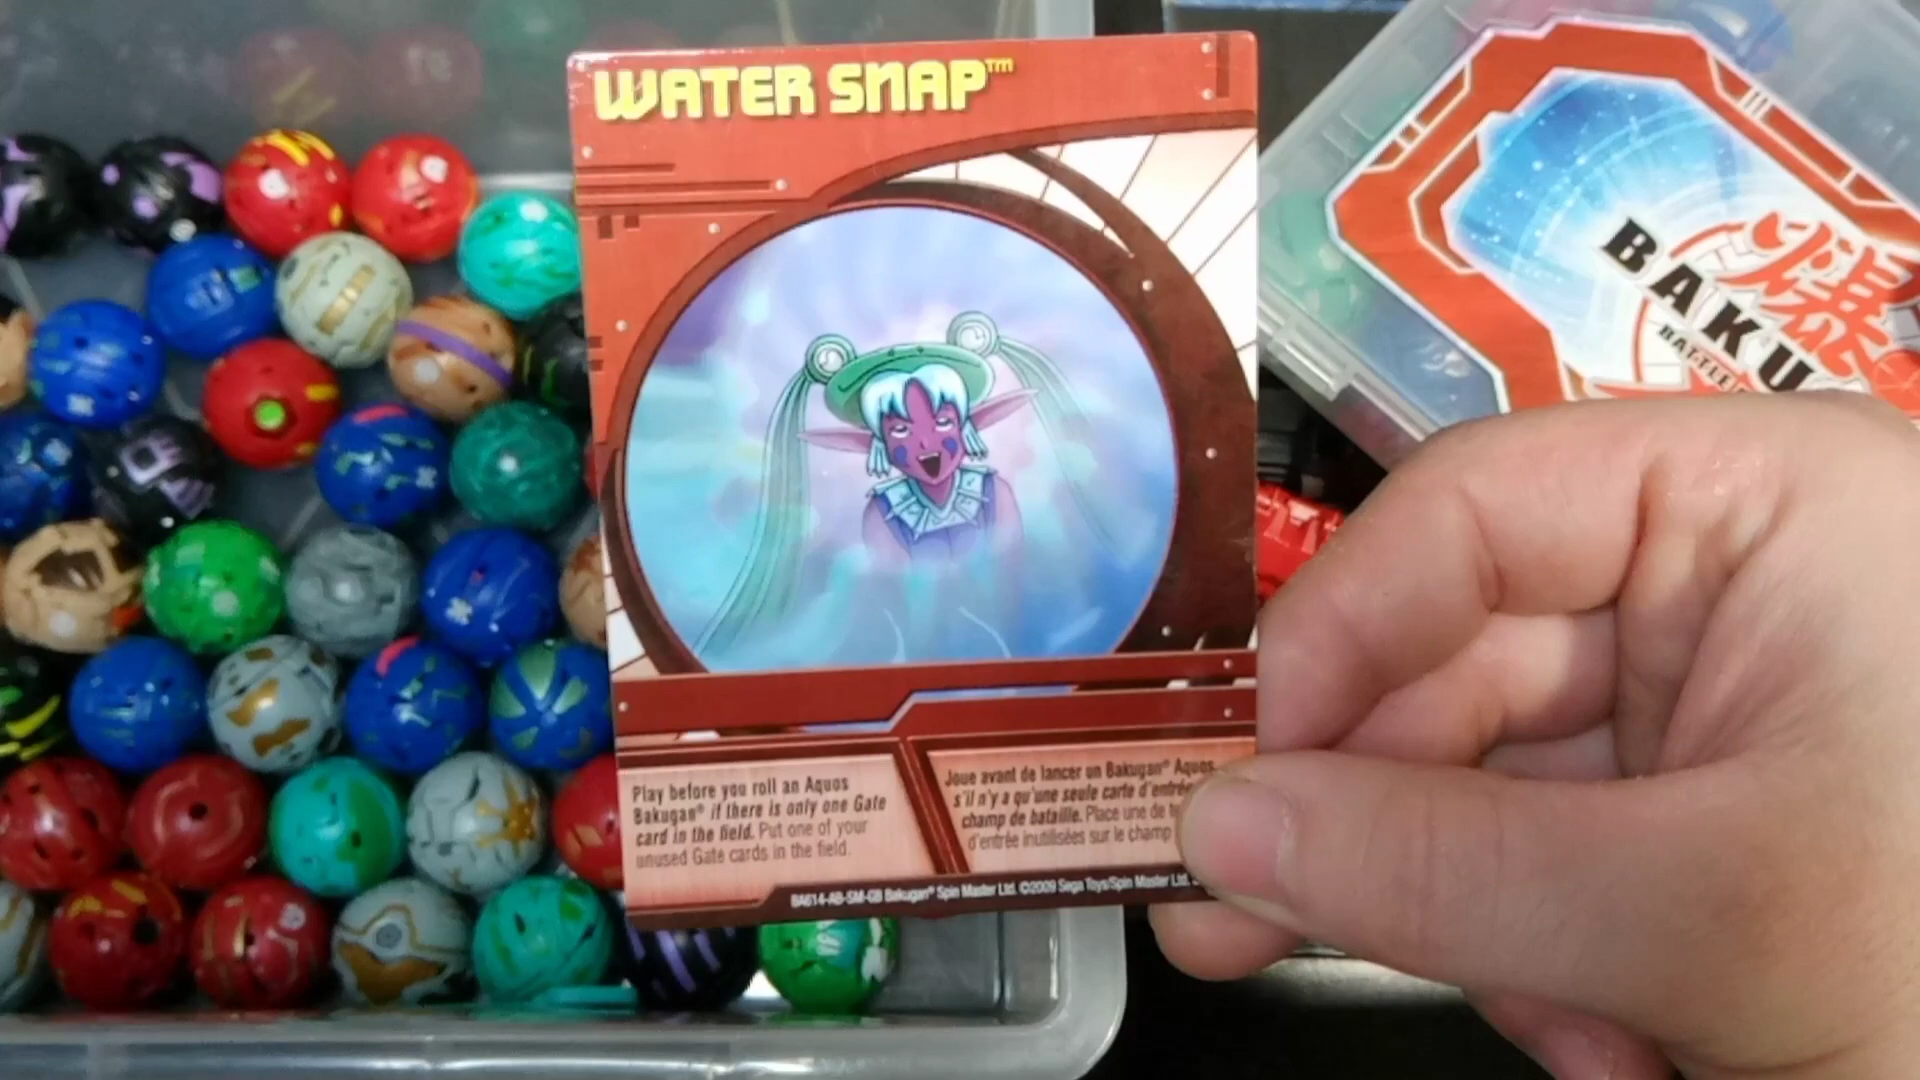 WATER SNAP™
Play before you roll an Aquos
Bakugan® if there is only one Gate
card in the field. Put one of your
unused Gate cards in the field.
Joue avant de lancer un Bakugan® Aquos
s'il n'y a qu'une seule carte d'entrée
champ de bataille. Place une de
d'entrée inutilisées sur le champ
BA614-AB-SM-GB Bakugan® Spin Master Ltd. ©2009 Sega Toys/Spin Master Ltd.
爆
BAKU
BATTLE